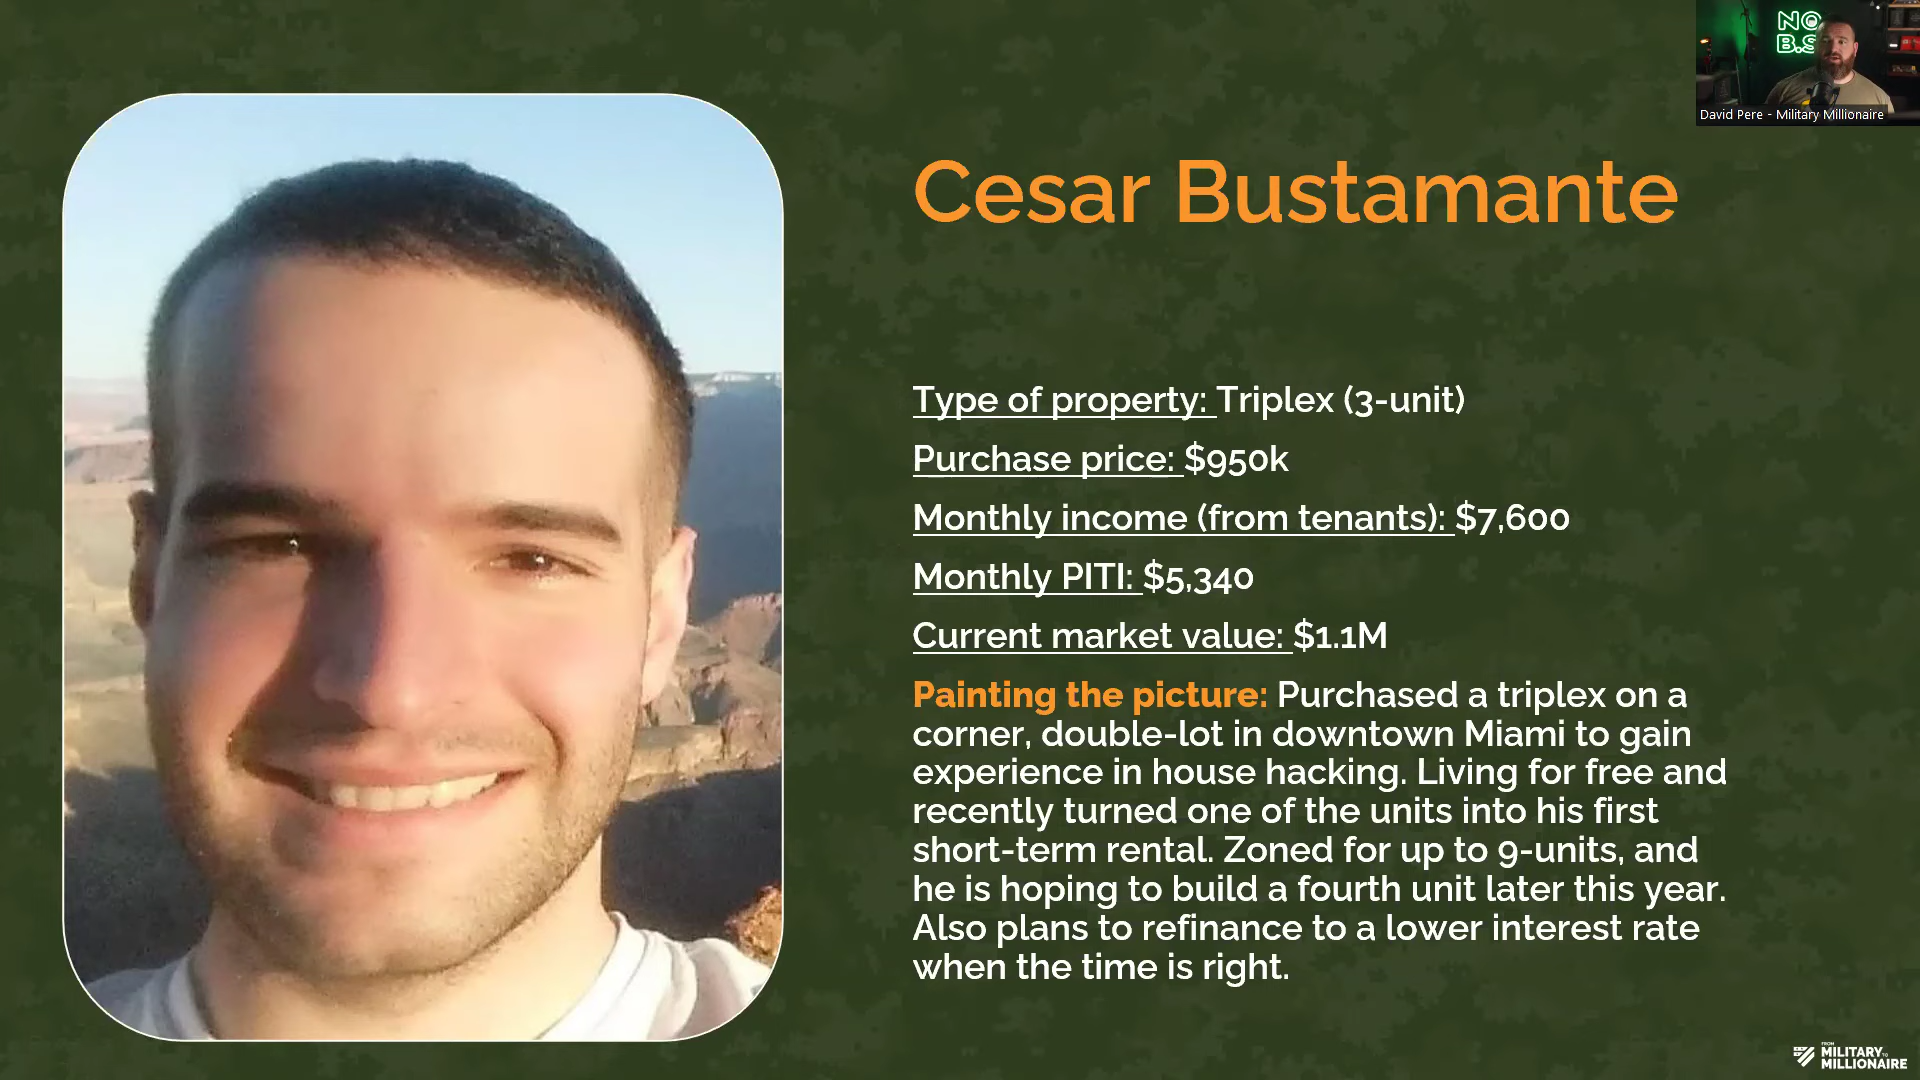 NO
B.S
David Pere - Military Millionaire
Cesar Bustamante
Type of property: Triplex (3-unit)
Purchase price: $950k
Monthly income (from tenants): $7,600
Monthly PITI: $5,340
Current market value: $1.1M
Painting the picture: Purchased a triplex on a
corner, double-lot in downtown Miami to gain
experience in house hacking. Living for free and
recently turned one of the units into his first
short-term rental. Zoned for up to 9-units, and
he is hoping to build a fourth unit later this year.
Also plans to refinance to a lower interest rate
when the time is right.
FROM
MILITARY TO
MILLIONAIRE